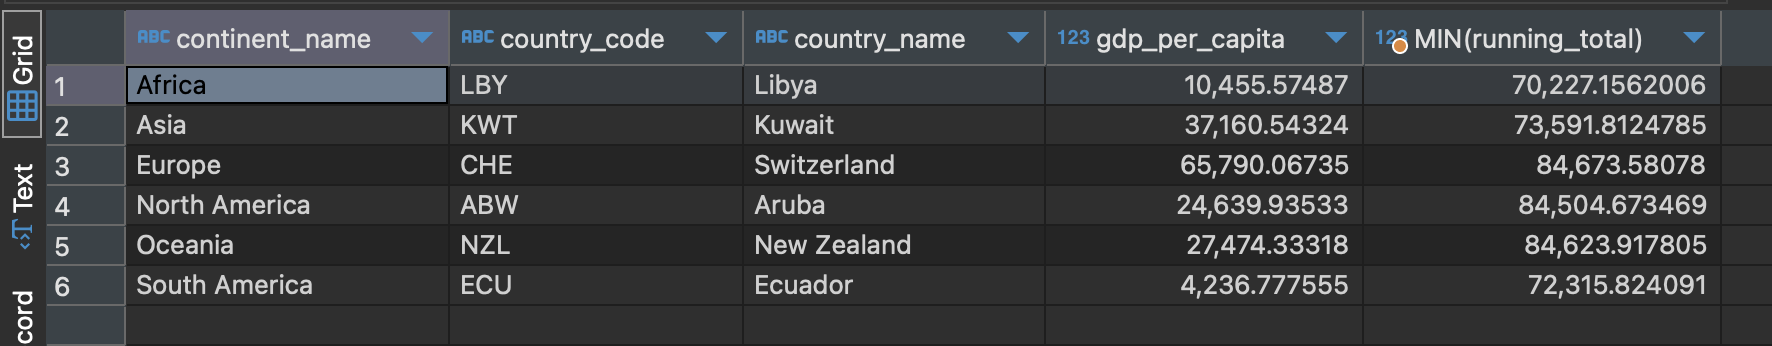 Grid
Text
cord
ABC continent_name ABC country_code ABC country_name 123 gdp_per_capita 123 MIN(running_total)
1 Africa LBY Libya 10,455.57487 70,227.1562006
2 Asia KWT Kuwait 37,160.54324 73,591.8124785
3 Europe CHE Switzerland 65,790.06735 84,673.58078
4 North America ABW Aruba 24,639.93533 84,504.673469
5 Oceania NZL New Zealand 27,474.33318 84,623.917805
6 South America ECU Ecuador 4,236.777555 72,315.824091